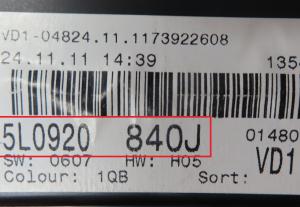 VD1-04824.11.1173922608
24.11.11 14:39 1354
5L0920 840J 01480
SW: 0607 HW: H05 VD1
Colour: 1QB Sort: